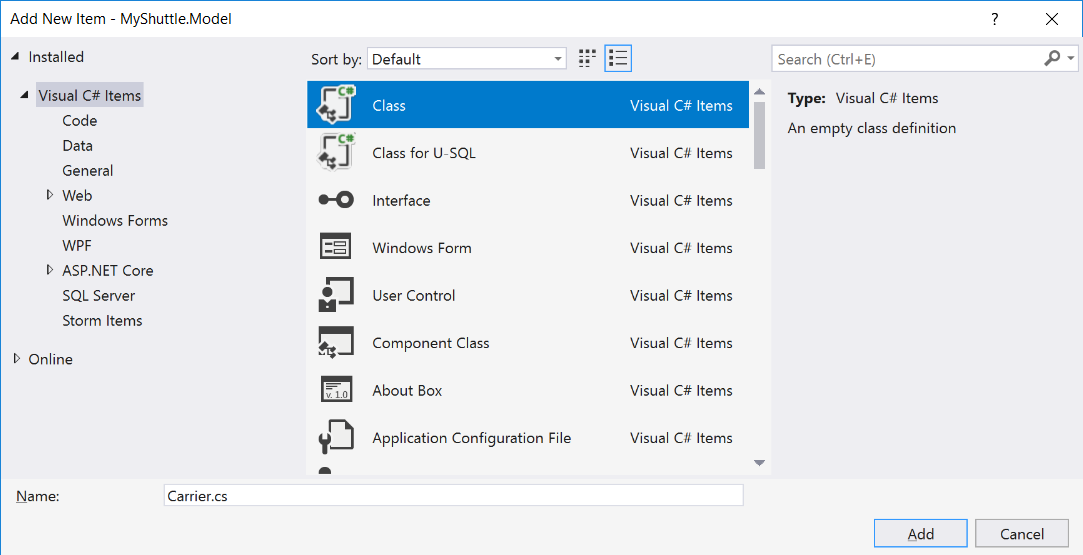 Add New Item - MyShuttle.Model ?
Installed
Sort by: Default
Search (Ctrl+E)
Visual C# Items
Code
Data
General
Web
Windows Forms
WPF
ASP.NET Core
SQL Server
Storm Items
Online
C# Class Visual C# Items
C# Class for U-SQL Visual C# Items
Interface Visual C# Items
Windows Form Visual C# Items
User Control Visual C# Items
Component Class Visual C# Items
v. 1.0 About Box Visual C# Items
Application Configuration File Visual C# Items
Type: Visual C# Items
An empty class definition
Name: Carrier.cs
Add Cancel